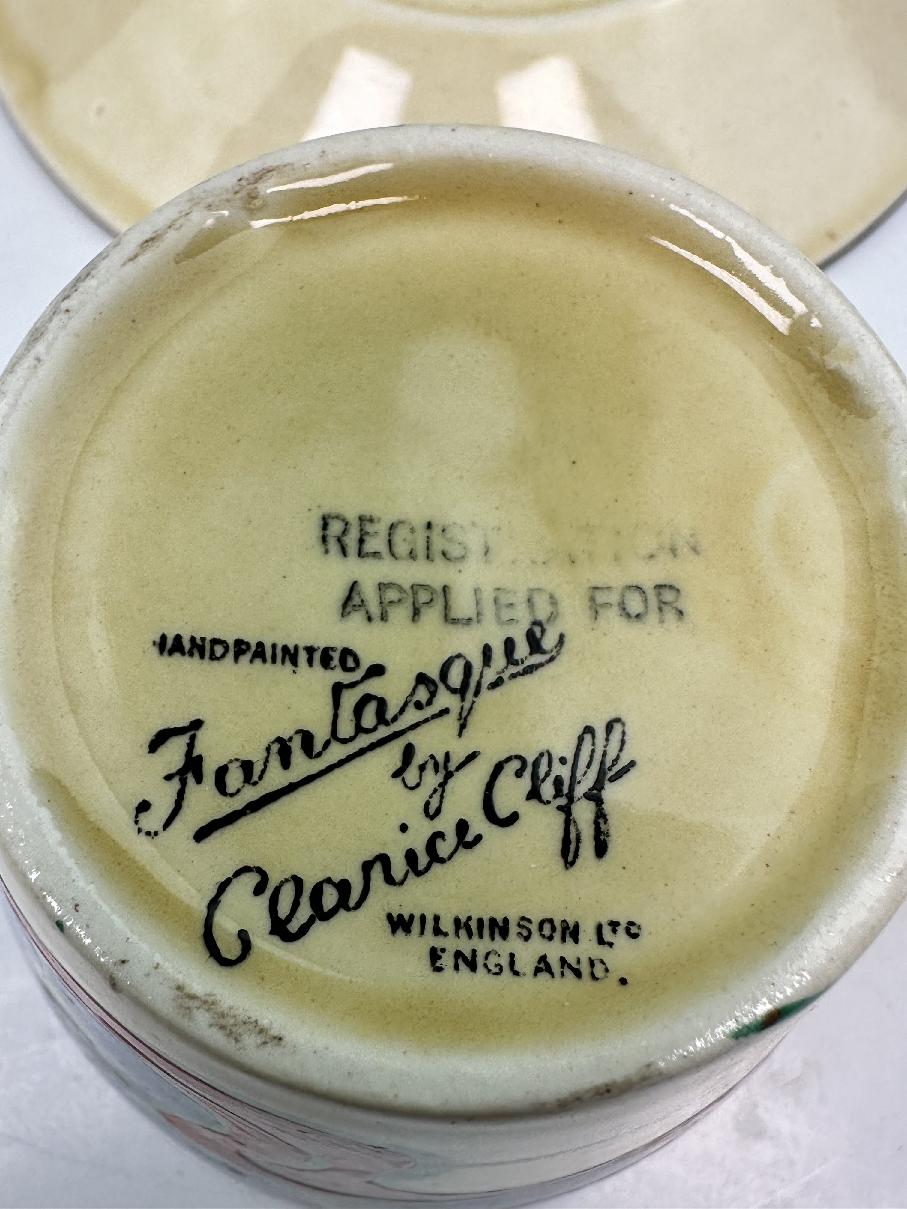 REGISTRATION
APPLIED FOR
HANDPAINTED
Fantasque
by
Clarice Cliff
WILKINSON LTD
ENGLAND.